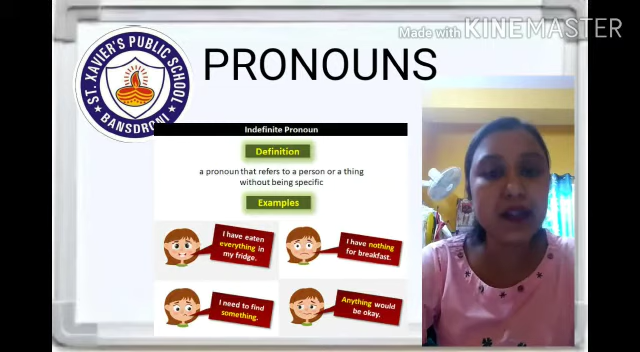 Made with KINEMASTER
ST. XAVIER'S PUBLIC SCHOOL
BANSDRONI
PRONOUNS
Indefinite Pronoun
Definition
a pronoun that refers to a person or a thing
without being specific
Examples
I have eaten
everything in
my fridge.
I have nothing
for breakfast.
I need to find
something.
Anything would
be okay.